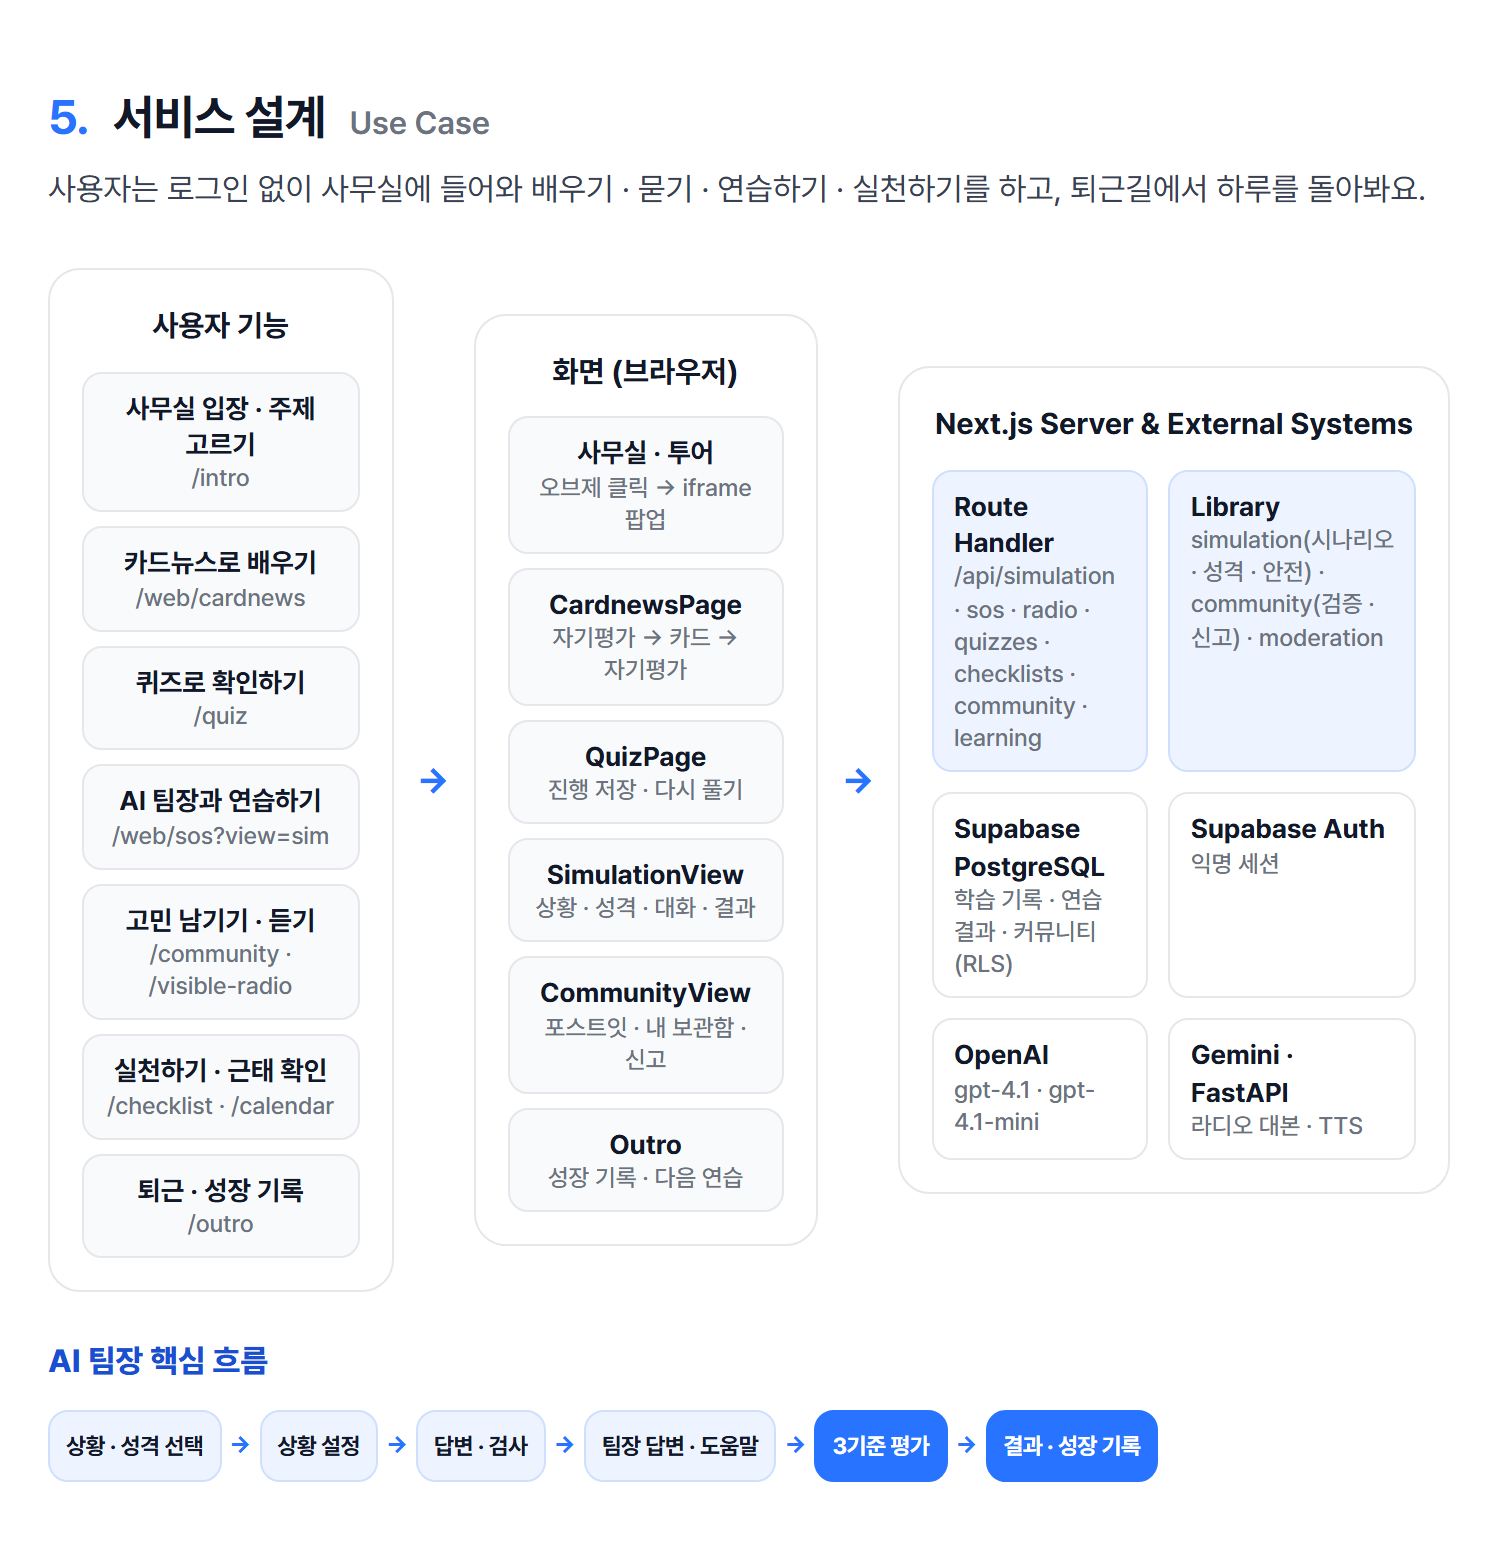 5. 서비스 설계 Use Case
사용자는 로그인 없이 사무실에 들어와 배우기 · 묻기 · 연습하기 · 실천하기를 하고, 퇴근길에서 하루를 돌아봐요.
사용자 기능
사무실 입장 · 주제
고르기
/intro
카드뉴스로 배우기
/web/cardnews
퀴즈로 확인하기
/quiz
AI 팀장과 연습하기
/web/sos?view=sim
고민 남기기 · 듣기
/community ·
/visible-radio
실천하기 · 근태 확인
/checklist · /calendar
퇴근 · 성장 기록
/outro
→
화면 (브라우저)
사무실 · 투어
오브제 클릭 → iframe
팝업
CardnewsPage
자기평가 → 카드 →
자기평가
QuizPage
진행 저장 · 다시 풀기
SimulationView
상황 · 성격 · 대화 · 결과
CommunityView
포스트잇 · 내 보관함 ·
신고
Outro
성장 기록 · 다음 연습
→
Next.js Server & External Systems
Route
Handler
/api/simulation
· sos · radio ·
quizzes ·
checklists ·
community ·
learning
Library
simulation(시나리오
· 성격 · 안전) ·
community(검증 ·
신고) · moderation
Supabase
PostgreSQL
학습 기록 · 연습
결과 · 커뮤니티
(RLS)
Supabase Auth
익명 세션
OpenAI
gpt-4.1 · gpt-
4.1-mini
Gemini ·
FastAPI
라디오 대본 · TTS
AI 팀장 핵심 흐름
상황 · 성격 선택 → 상황 설정 → 답변 · 검사 → 팀장 답변 · 도움말 → 3기준 평가 → 결과 · 성장 기록